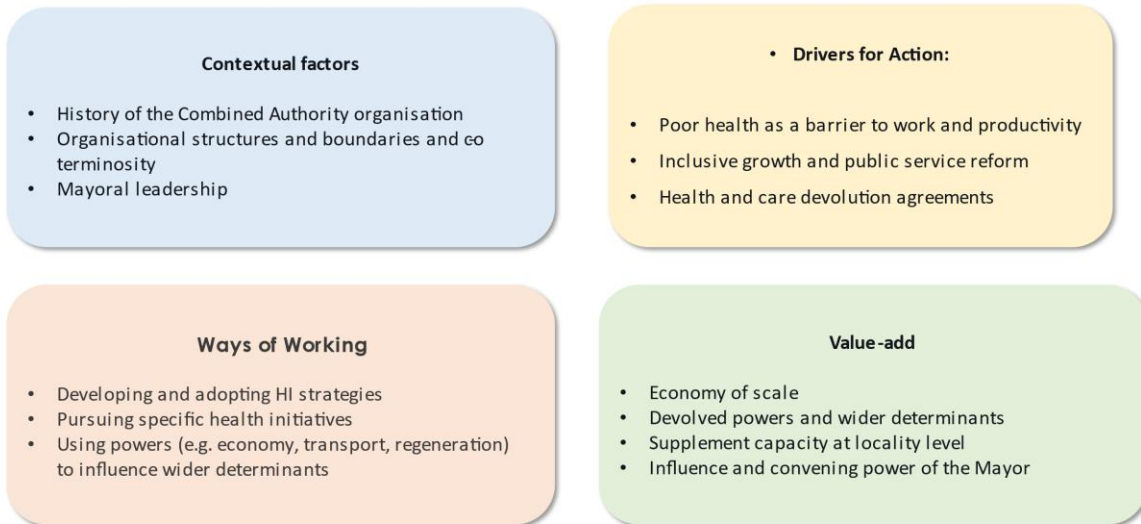 Contextual factors
• History of the Combined Authority organisation
• Organisational structures and boundaries and co
terminosity
• Mayoral leadership
• Drivers for Action:
• Poor health as a barrier to work and productivity
• Inclusive growth and public service reform
• Health and care devolution agreements
Ways of Working
• Developing and adopting HI strategies
• Pursuing specific health initiatives
• Using powers (e.g. economy, transport, regeneration)
to influence wider determinants
Value-add
• Economy of scale
• Devolved powers and wider determinants
• Supplement capacity at locality level
• Influence and convening power of the Mayor